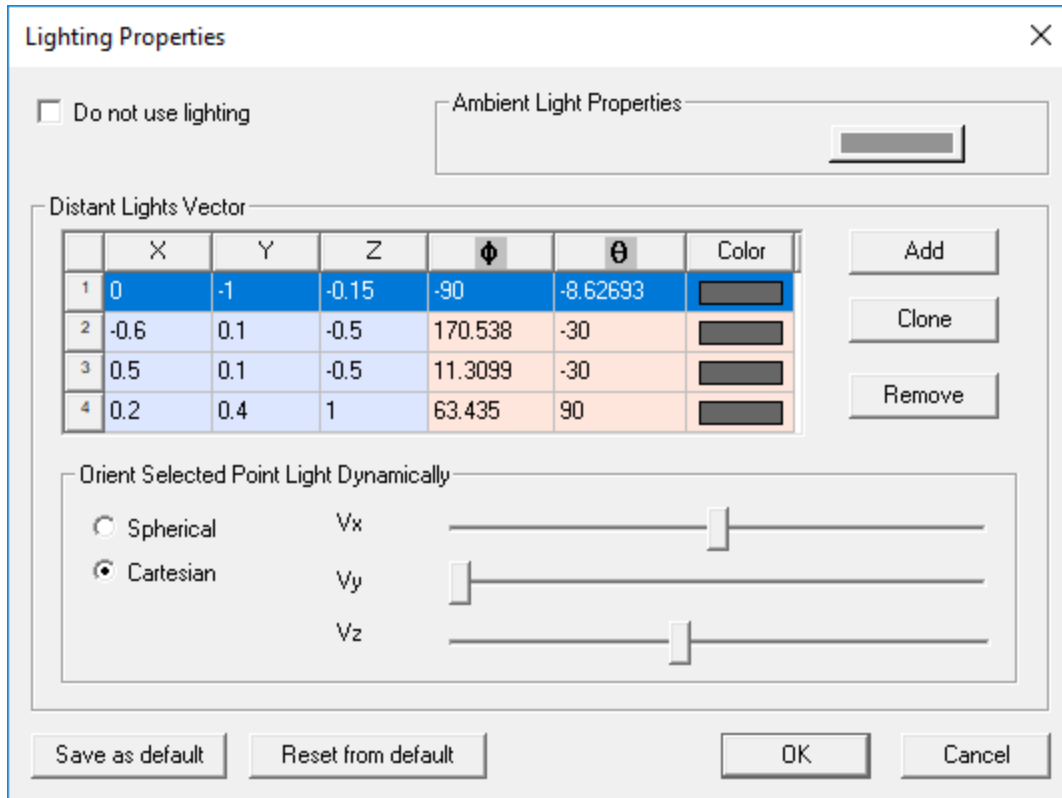 Lighting Properties
Do not use lighting
Ambient Light Properties
Distant Lights Vector
X Y Z ϕ θ Color
1 0 -1 -0.15 -90 -8.62693
2 -0.6 0.1 -0.5 170.538 -30
3 0.5 0.1 -0.5 11.3099 -30
4 0.2 0.4 1 63.435 90
Add
Clone
Remove
Orient Selected Point Light Dynamically
Spherical
Cartesian
Vx
Vy
Vz
Save as default Reset from default OK Cancel